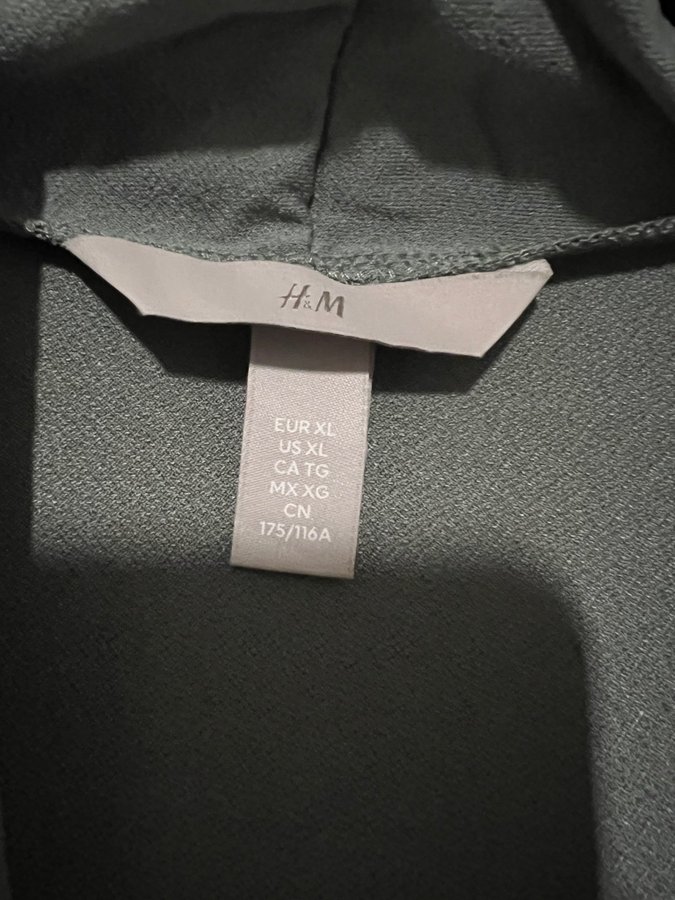 H&M
EUR XL
US XL
CA TG
MX XG
CN
175/116A